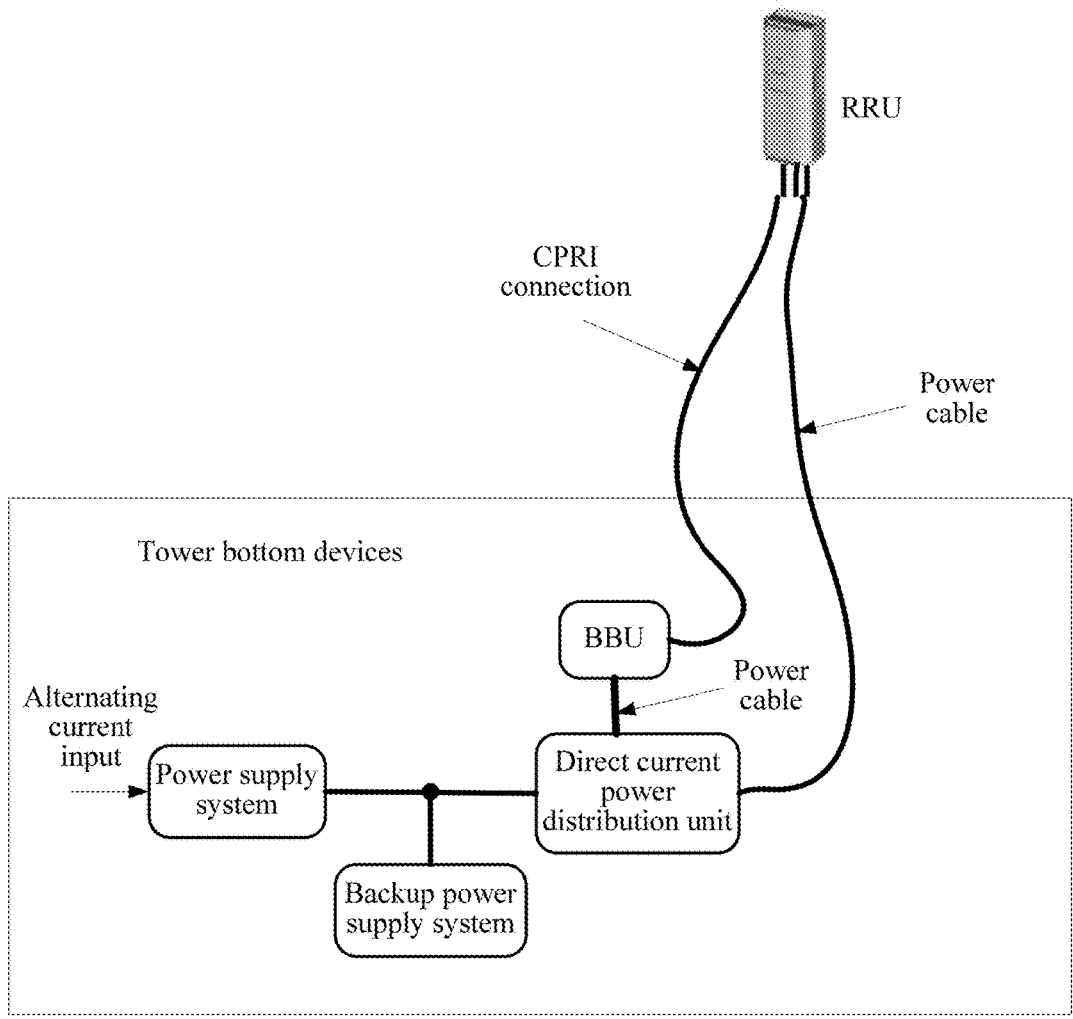 RRU
CPRI
connection
Power
cable
Tower bottom devices
BBU
Power
cable
Alternating
current
input
Power supply
system
Direct current
power
distribution unit
Backup power
supply system